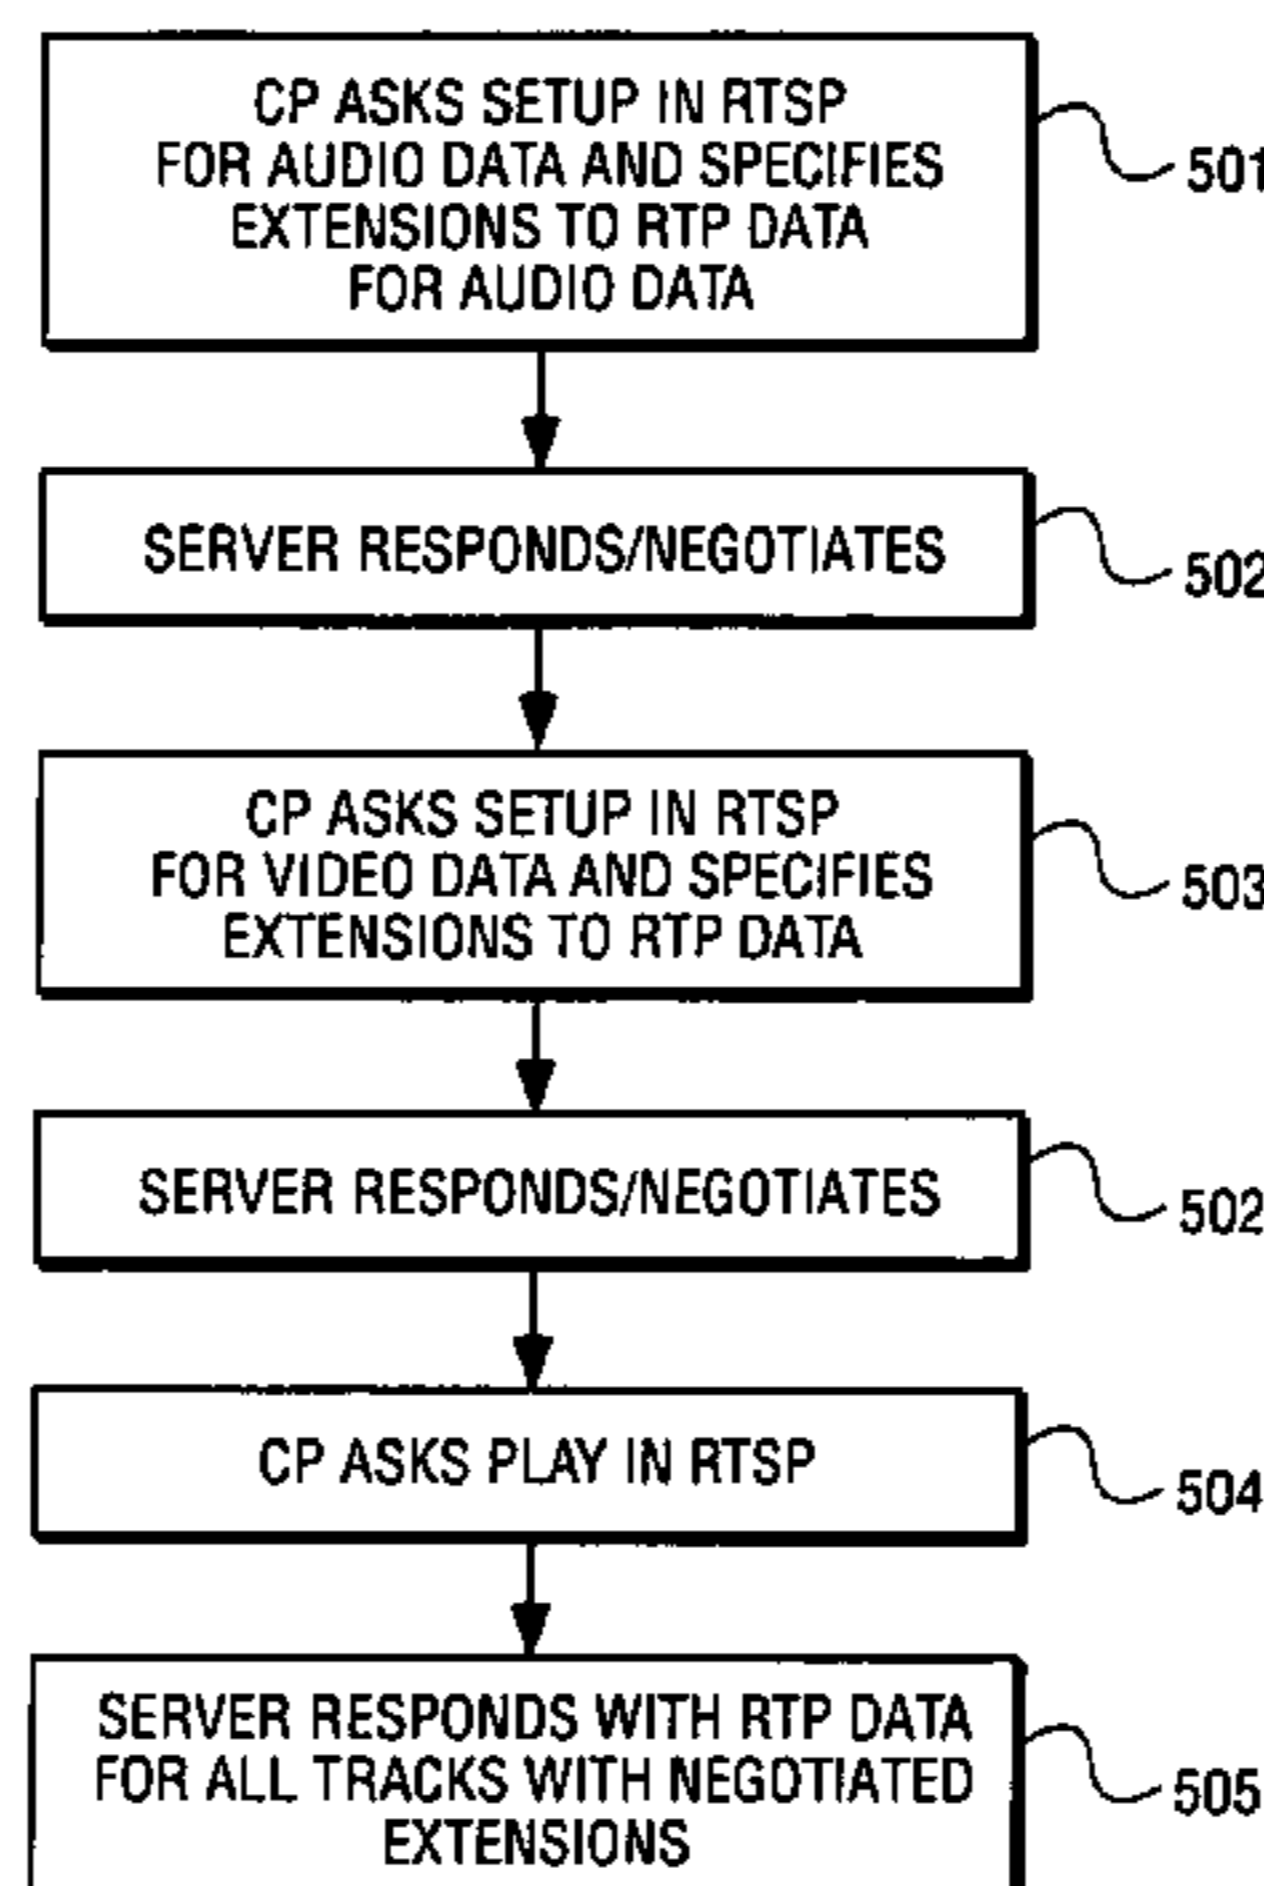 CP ASKS SETUP IN RTSP
FOR AUDIO DATA AND SPECIFIES
EXTENSIONS TO RTP DATA
FOR AUDIO DATA
501
SERVER RESPONDS/NEGOTIATES
502
CP ASKS SETUP IN RTSP
FOR VIDEO DATA AND SPECIFIES
EXTENSIONS TO RTP DATA
503
SERVER RESPONDS/NEGOTIATES
502
CP ASKS PLAY IN RTSP
504
SERVER RESPONDS WITH RTP DATA
FOR ALL TRACKS WITH NEGOTIATED
EXTENSIONS
505